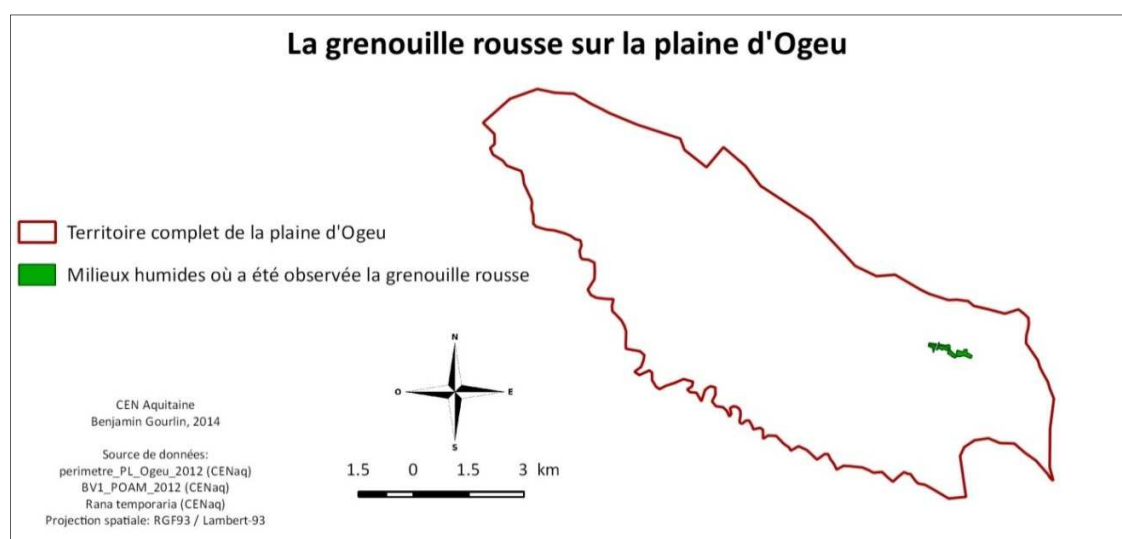 La grenouille rousse sur la plaine d'Ogeu
Territoire complet de la plaine d'Ogeu
Milieux humides où a été observée la grenouille rousse
N
O
E
S
CEN Aquitaine
Benjamin Gourlin, 2014
Source de données:
perimetre_PL_Ogeu_2012 (CENaq)
BV1_POAM_2012 (CENaq)
Rana temporaria (CENaq)
Projection spatiale: RGF93 / Lambert-93
1.5 0 1.5 3 km